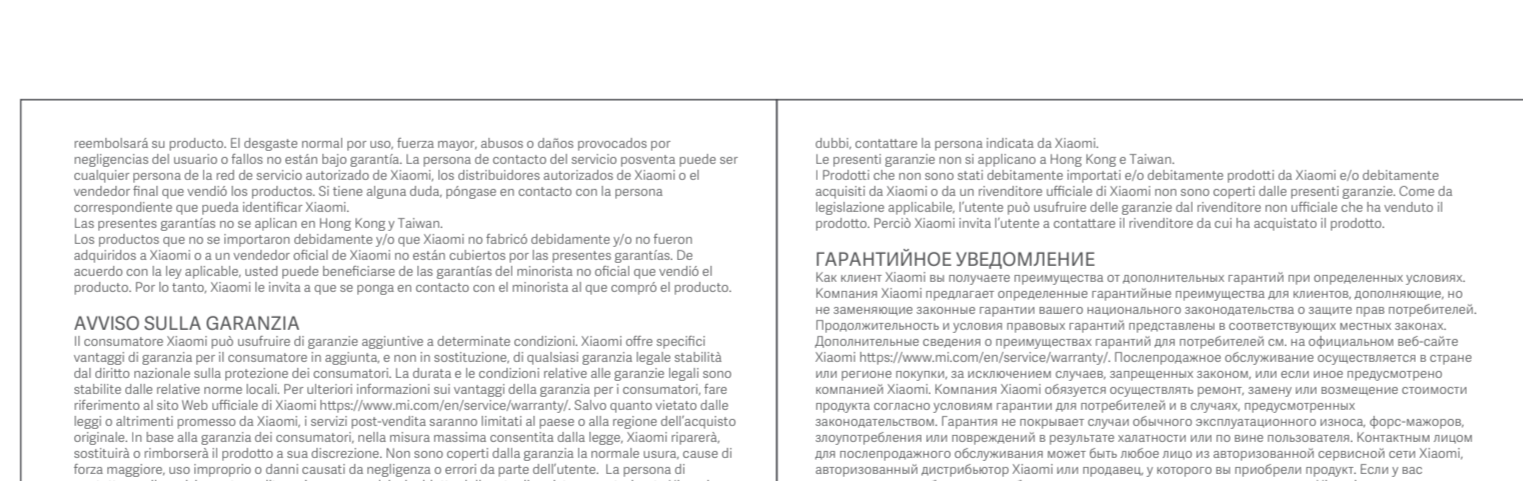 reembolsará su producto. El desgaste normal por uso, fuerza mayor, abusos o daños provocados por
negligencias del usuario o fallos no están bajo garantía. La persona de contacto del servicio posventa puede ser
cualquier persona de la red de servicio autorizado de Xiaomi, los distribuidores autorizados de Xiaomi o el
vendedor final que vendió los productos. Si tiene alguna duda, póngase en contacto con la persona
correspondiente que pueda identificar Xiaomi.
Las presentes garantías no se aplican en Hong Kong y Taiwan.
Los productos que no se importaron debidamente y/o que Xiaomi no fabricó debidamente y/o no fueron
adquiridos a Xiaomi o a un vendedor oficial de Xiaomi no están cubiertos por las presentes garantías. De
acuerdo con la ley aplicable, usted puede beneficiarse de las garantías del minorista no oficial que vendió el
producto. Por lo tanto, Xiaomi le invita a que se ponga en contacto con el minorista al que compró el producto.
AVVISO SULLA GARANZIA
Il consumatore Xiaomi può usufruire di garanzie aggiuntive a determinate condizioni. Xiaomi offre specifici
vantaggi di garanzia per il consumatore in aggiunta, e non in sostituzione, di qualsiasi garanzia legale stabilità
dal diritto nazionale sulla protezione dei consumatori. La durata e le condizioni relative alle garanzie legali sono
stabilite dalle relative norme locali. Per ulteriori informazioni sui vantaggi della garanzia per i consumatori, fare
riferimento al sito Web ufficiale di Xiaomi https://www.mi.com/en/service/warranty/. Salvo quanto vietato dalle
leggi o altrimenti promesso da Xiaomi, i servizi post-vendita saranno limitati al paese o alla regione dell'acquisto
originale. In base alla garanzia dei consumatori, nella misura massima consentita dalla legge, Xiaomi riparerà,
sostituirà o rimborserà il prodotto a sua discrezione. Non sono coperti dalla garanzia la normale usura, cause di
forza maggiore, uso improprio o danni causati da negligenza o errori da parte dell'utente. La persona di
dubbi, contattare la persona indicata da Xiaomi.
Le presenti garanzie non si applicano a Hong Kong e Taiwan.
I Prodotti che non sono stati debitamente importati e/o debitamente prodotti da Xiaomi e/o debitamente
acquisiti da Xiaomi o da un rivenditore ufficiale di Xiaomi non sono coperti dalle presenti garanzie. Come da
legislazione applicabile, l'utente può usufruire delle garanzie dal rivenditore non ufficiale che ha venduto il
prodotto. Perciò Xiaomi invita l'utente a contattare il rivenditore da cui ha acquistato il prodotto.
ГАРАНТИЙНОЕ УВЕДОМЛЕНИЕ
Как клиент Xiaomi вы получаете преимущества от дополнительных гарантий при определенных условиях.
Компания Xiaomi предлагает определенные гарантийные преимущества для клиентов, дополняющие, но
не заменяющие законные гарантии вашего национального законодательства о защите прав потребителей.
Продолжительность и условия правовых гарантий представлены в соответствующих местных законах.
Дополнительные сведения о преимуществах гарантий для потребителей см. на официальном веб-сайте
Xiaomi https://www.mi.com/en/service/warranty/. Послепродажное обслуживание осуществляется в стране
или регионе покупки, за исключением случаев, запрещенных законом, или если иное предусмотрено
компанией Xiaomi. Компания Xiaomi обязуется осуществлять ремонт, замену или возмещение стоимости
продукта согласно условиям гарантии для потребителей и в случаях, предусмотренных
законодательством. Гарантия не покрывает случаи обычного эксплуатационного износа, форс-мажоров,
злоупотребления или повреждений в результате халатности или по вине пользователя. Контактным лицом
для послепродажного обслуживания может быть любое лицо из авторизованной сервисной сети Xiaomi,
авторизованный дистрибьютор Xiaomi или продавец, у которого вы приобрели продукт. Если у вас